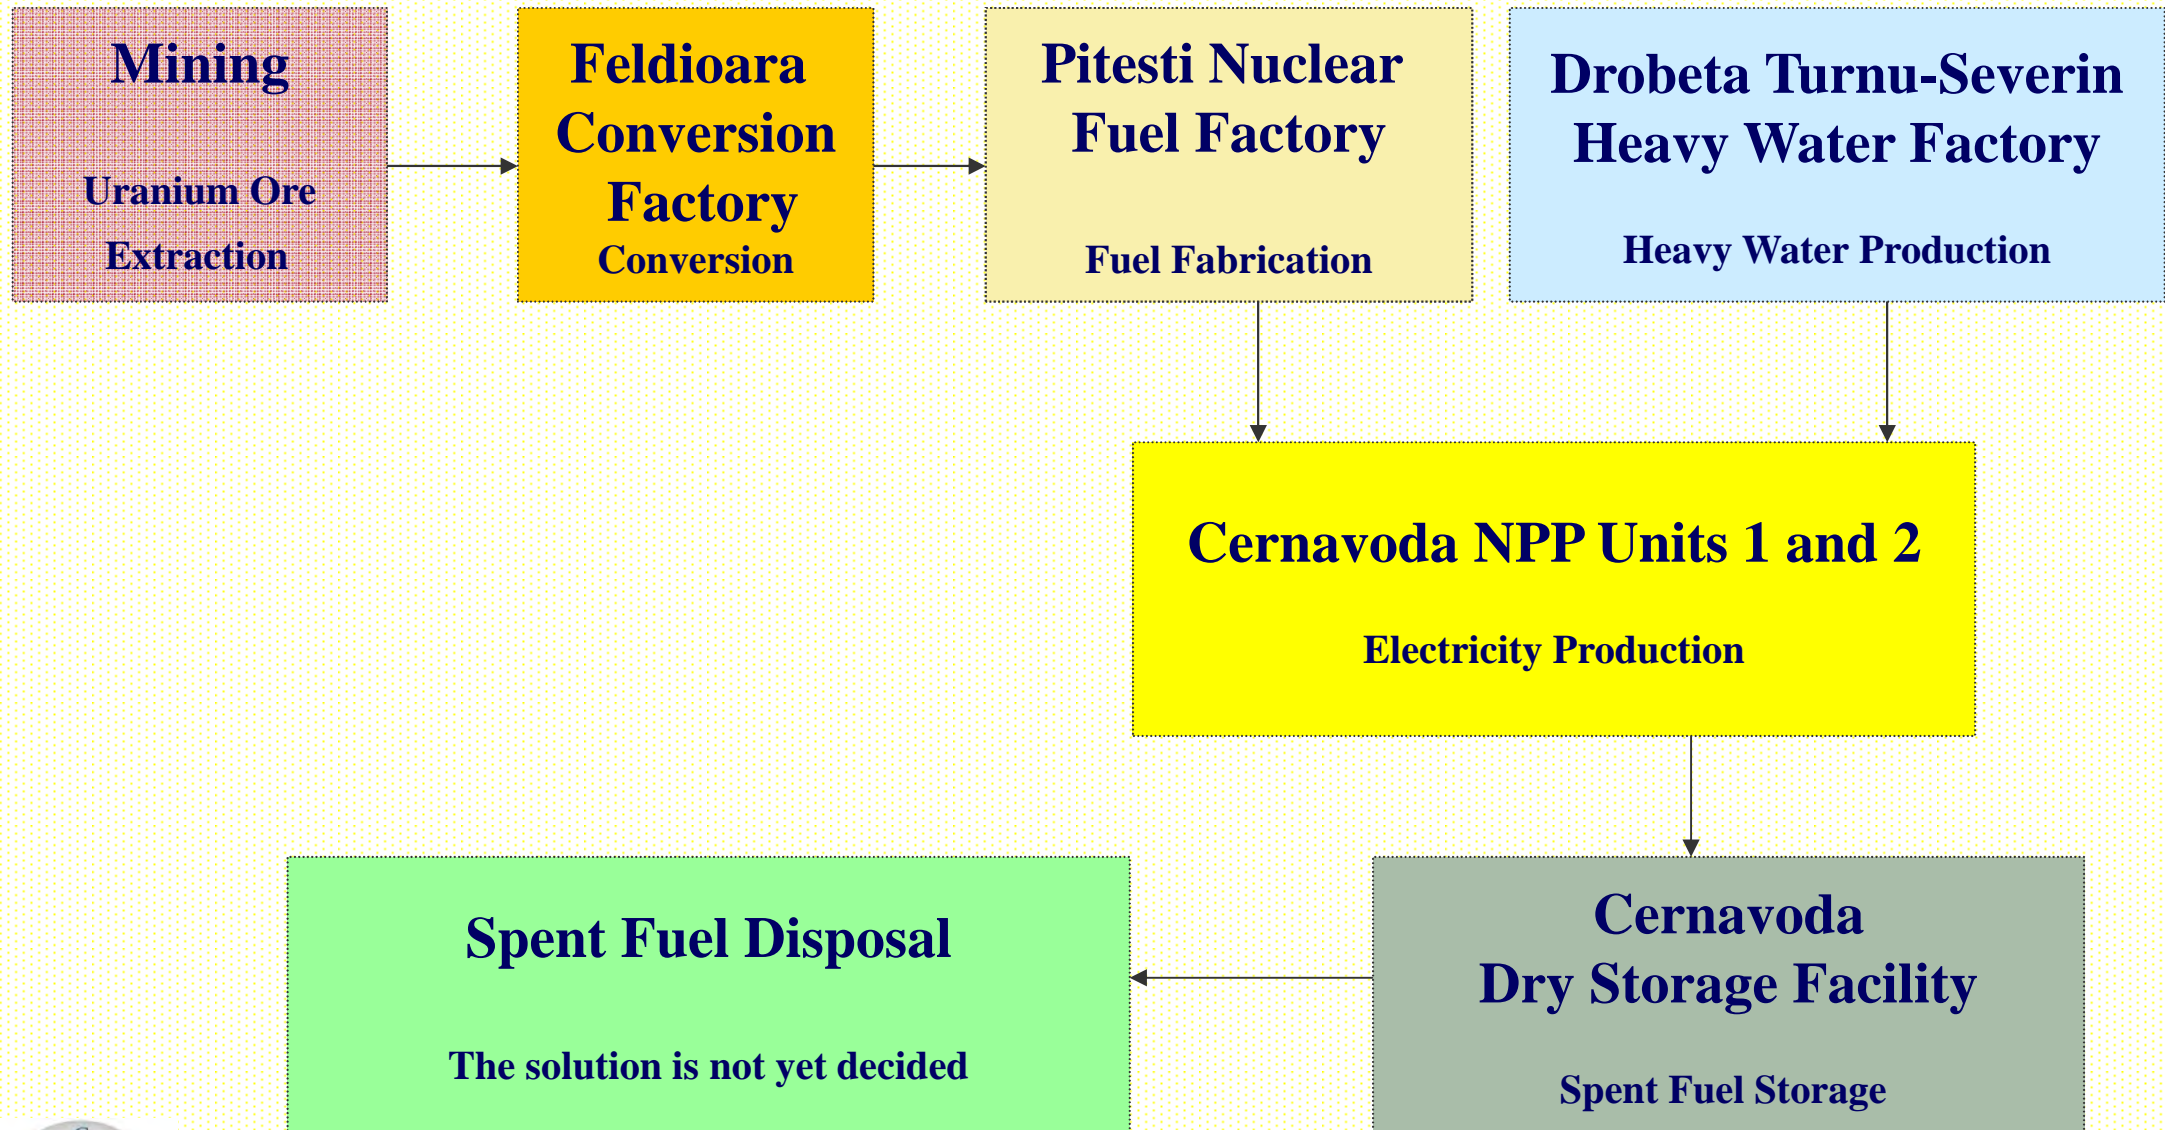 Mining
Uranium Ore
Extraction
Feldioara
Conversion
Factory
Conversion
Pitesti Nuclear
Fuel Factory
Fuel Fabrication
Drobeta Turnu-Severin
Heavy Water Factory
Heavy Water Production
Cernavoda NPP Units 1 and 2
Electricity Production
Cernavoda
Dry Storage Facility
Spent Fuel Storage
Spent Fuel Disposal
The solution is not yet decided